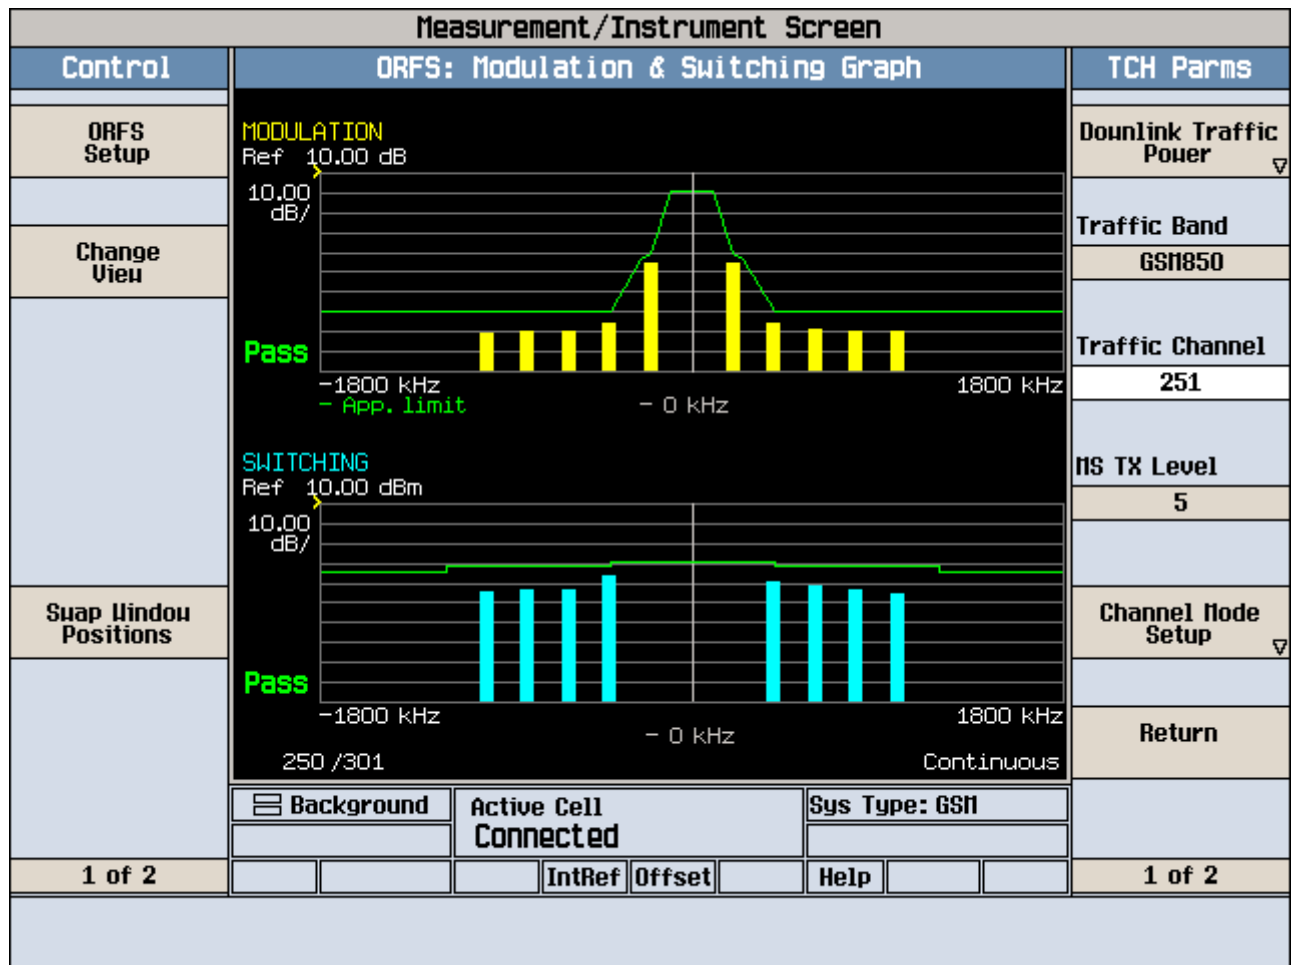 Measurement/Instrument Screen
Control
ORFS: Modulation & Switching Graph
TCH Parms
ORFS
Setup
Change
View
Swap Window
Positions
1 of 2
MODULATION
Ref 10.00 dB
10.00
dB/
Pass
-1800 kHz
1800 kHz
- App. limit
- 0 kHz
SWITCHING
Ref 10.00 dBm
10.00
dB/
Pass
-1800 kHz
1800 kHz
- 0 kHz
250 /301
Continuous
Background
Active Cell
Connected
Sys Type: GSM
IntRef
Offset
Help
Downlink Traffic
Power
Traffic Band
GSM850
Traffic Channel
251
MS TX Level
5
Channel Mode
Setup
Return
1 of 2